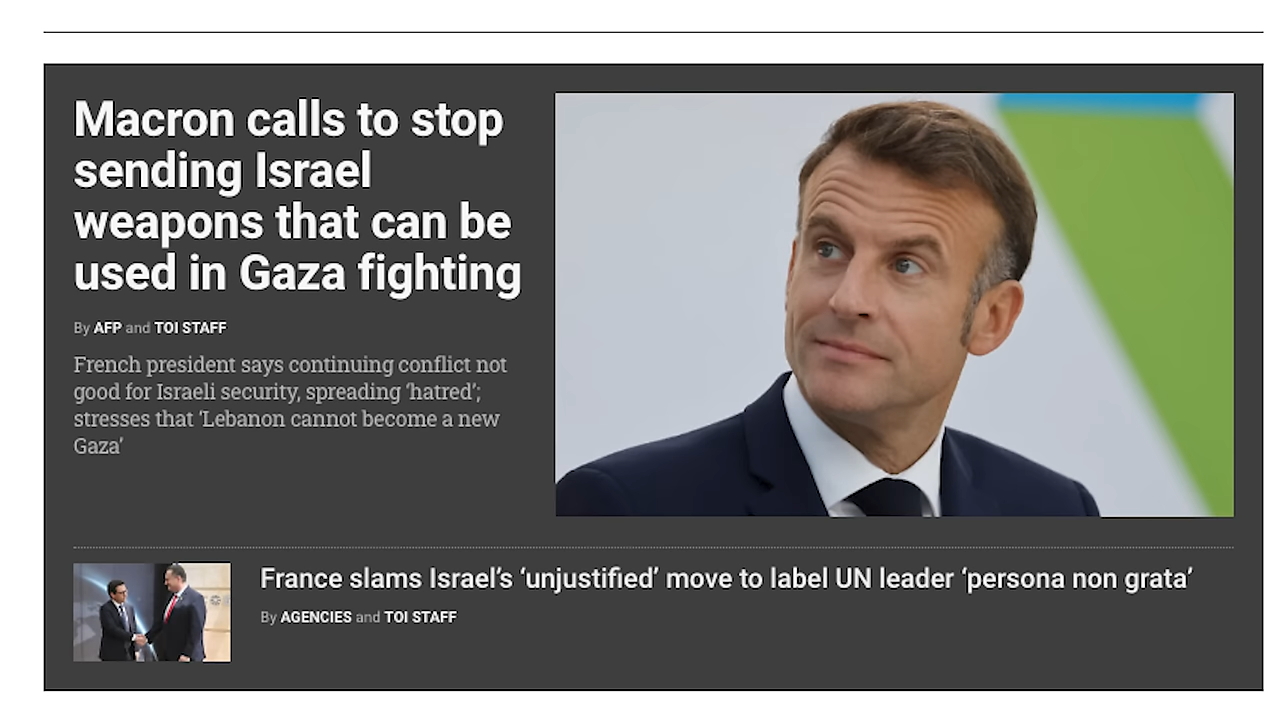 Macron calls to stop
sending Israel
weapons that can be
used in Gaza fighting
By AFP and TOI STAFF
French president says continuing conflict not
good for Israeli security, spreading ‘hatred’;
stresses that ‘Lebanon cannot become a new
Gaza’
France slams Israel’s ‘unjustified’ move to label UN leader ‘persona non grata’
By AGENCIES and TOI STAFF